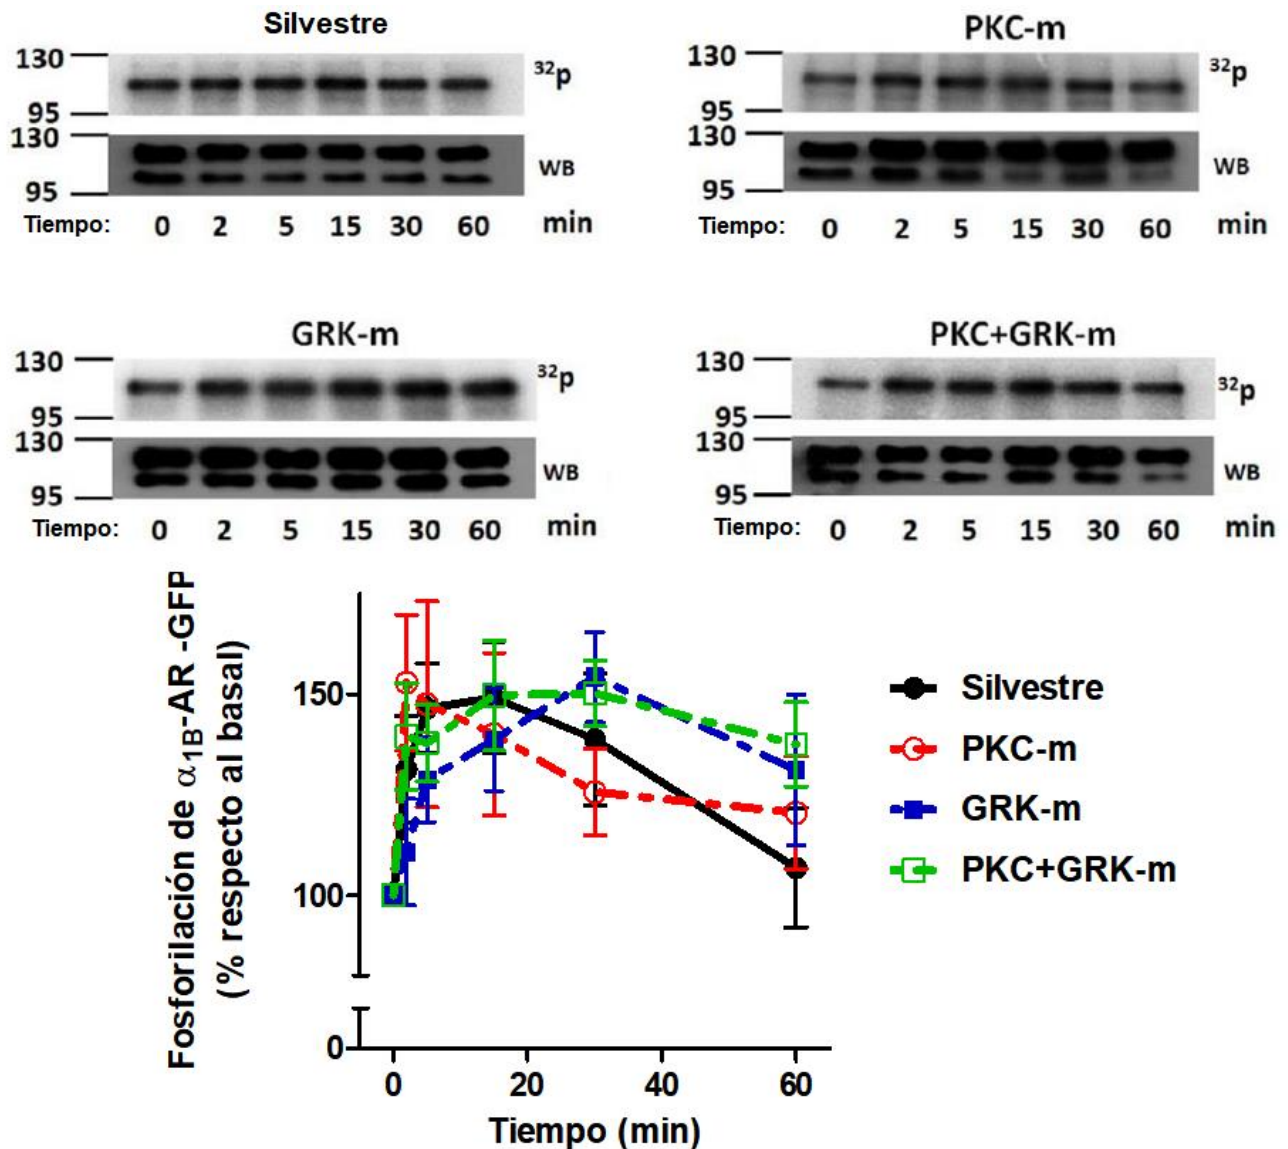 Silvestre
130
³²p
95
130
WB
95
Tiempo: 0 2 5 15 30 60 min
PKC-m
130
³²p
95
130
WB
95
Tiempo: 0 2 5 15 30 60 min
GRK-m
130
³²p
95
130
WB
95
Tiempo: 0 2 5 15 30 60 min
PKC+GRK-m
130
³²p
95
130
WB
95
Tiempo: 0 2 5 15 30 60 min
Fosforilación de α1B-AR -GFP
(% respecto al basal)
150
100
0
0 20 40 60
Tiempo (min)
Silvestre
PKC-m
GRK-m
PKC+GRK-m